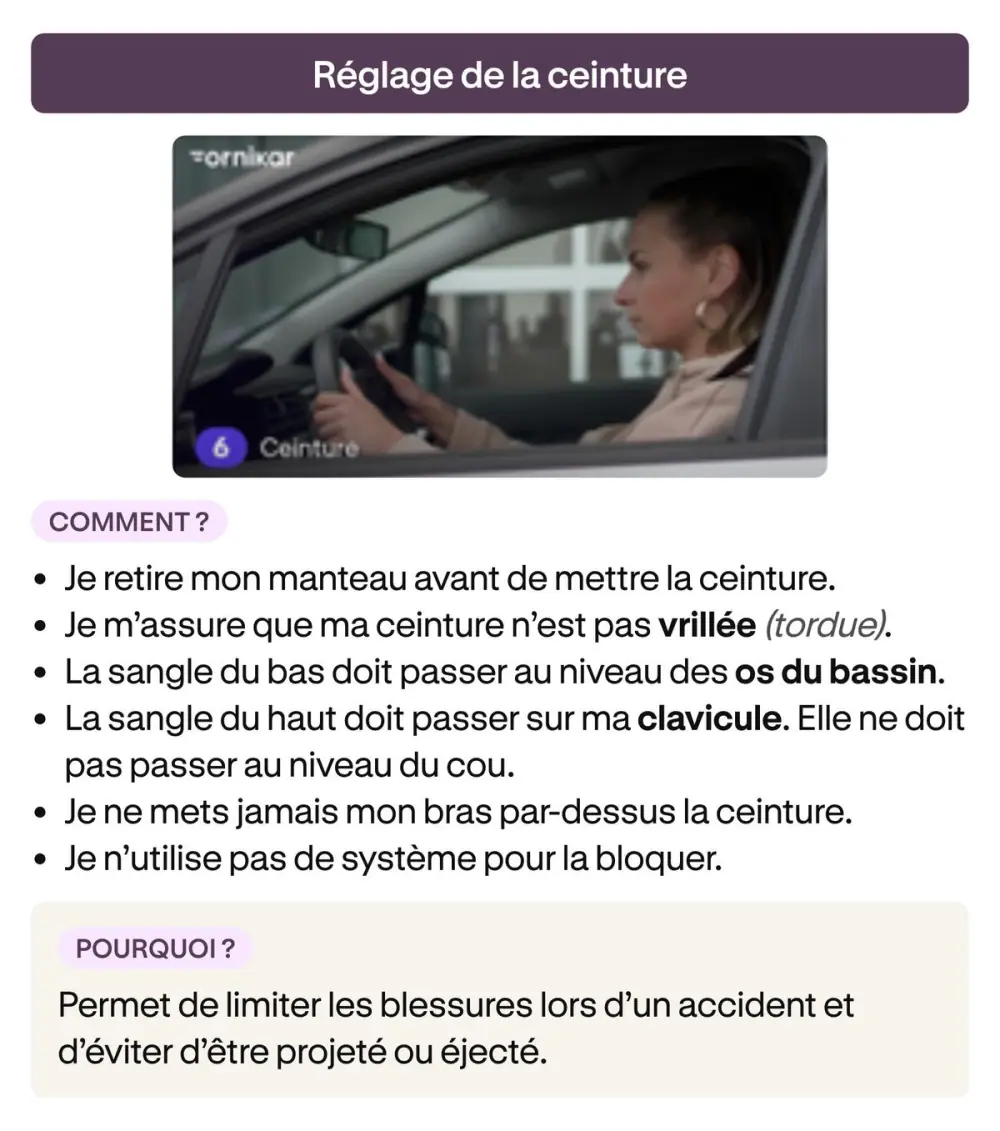 Réglage de la ceinture
ornikar
6 Ceinture
COMMENT ?
• Je retire mon manteau avant de mettre la ceinture.
• Je m’assure que ma ceinture n’est pas vrillée (tordue).
• La sangle du bas doit passer au niveau des os du bassin.
• La sangle du haut doit passer sur ma clavicule. Elle ne doit
pas passer au niveau du cou.
• Je ne mets jamais mon bras par-dessus la ceinture.
• Je n’utilise pas de système pour la bloquer.
POURQUOI ?
Permet de limiter les blessures lors d’un accident et
d’éviter d’être projeté ou éjecté.